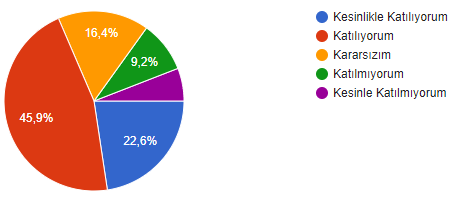 16,4%
9,2%
45,9%
22,6%
Kesinlikle Katılıyorum
Katılıyorum
Kararsızım
Katılmıyorum
Kesinle Katılmıyorum